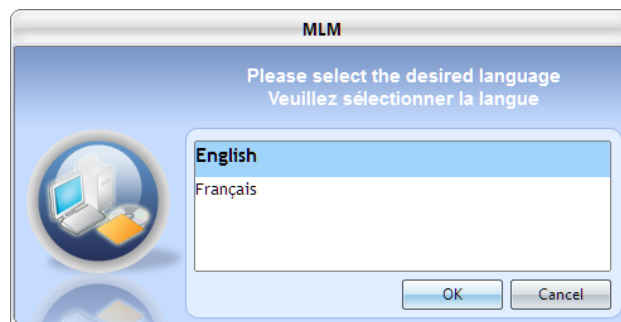 MLM
Please select the desired language
Veuillez sélectionner la langue
English
Français
OK
Cancel